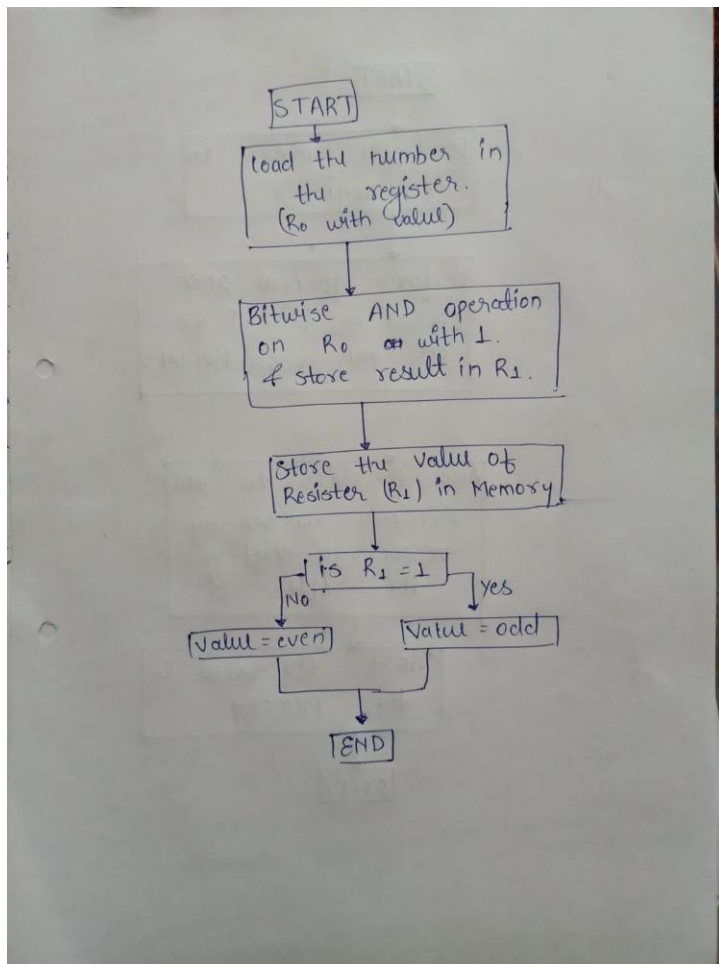 START
Load the number in
the register.
(R0 with value)
Bitwise AND operation
on R0 with 1.
& store result in R1.
Store the value of
Resister (R1) in Memory
is R1 = 1
No
Yes
Value = even
Value = odd
END